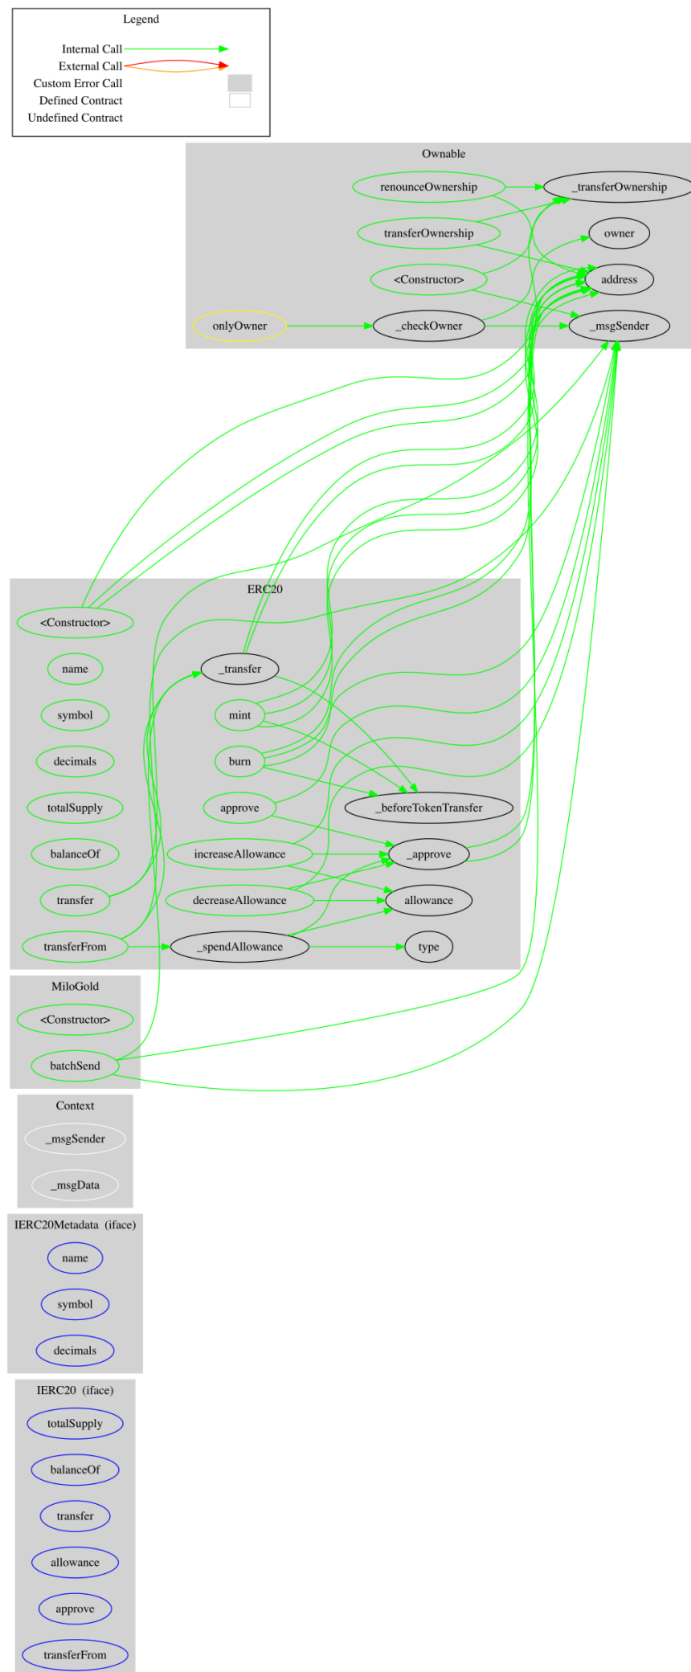 Legend
Internal Call
External Call
Custom Error Call
Defined Contract
Undefined Contract
Ownable
renounceOwnership
_transferOwnership
transferOwnership
owner
<Constructor>
address
onlyOwner
_checkOwner
_msgSender
ERC20
<Constructor>
name
_transfer
symbol
mint
decimals
burn
totalSupply
approve
_beforeTokenTransfer
balanceOf
increaseAllowance
_approve
transfer
decreaseAllowance
allowance
transferFrom
_spendAllowance
type
MiloGold
<Constructor>
batchSend
Context
_msgSender
_msgData
IERC20Metadata (iface)
name
symbol
decimals
IERC20 (iface)
totalSupply
balanceOf
transfer
allowance
approve
transferFrom